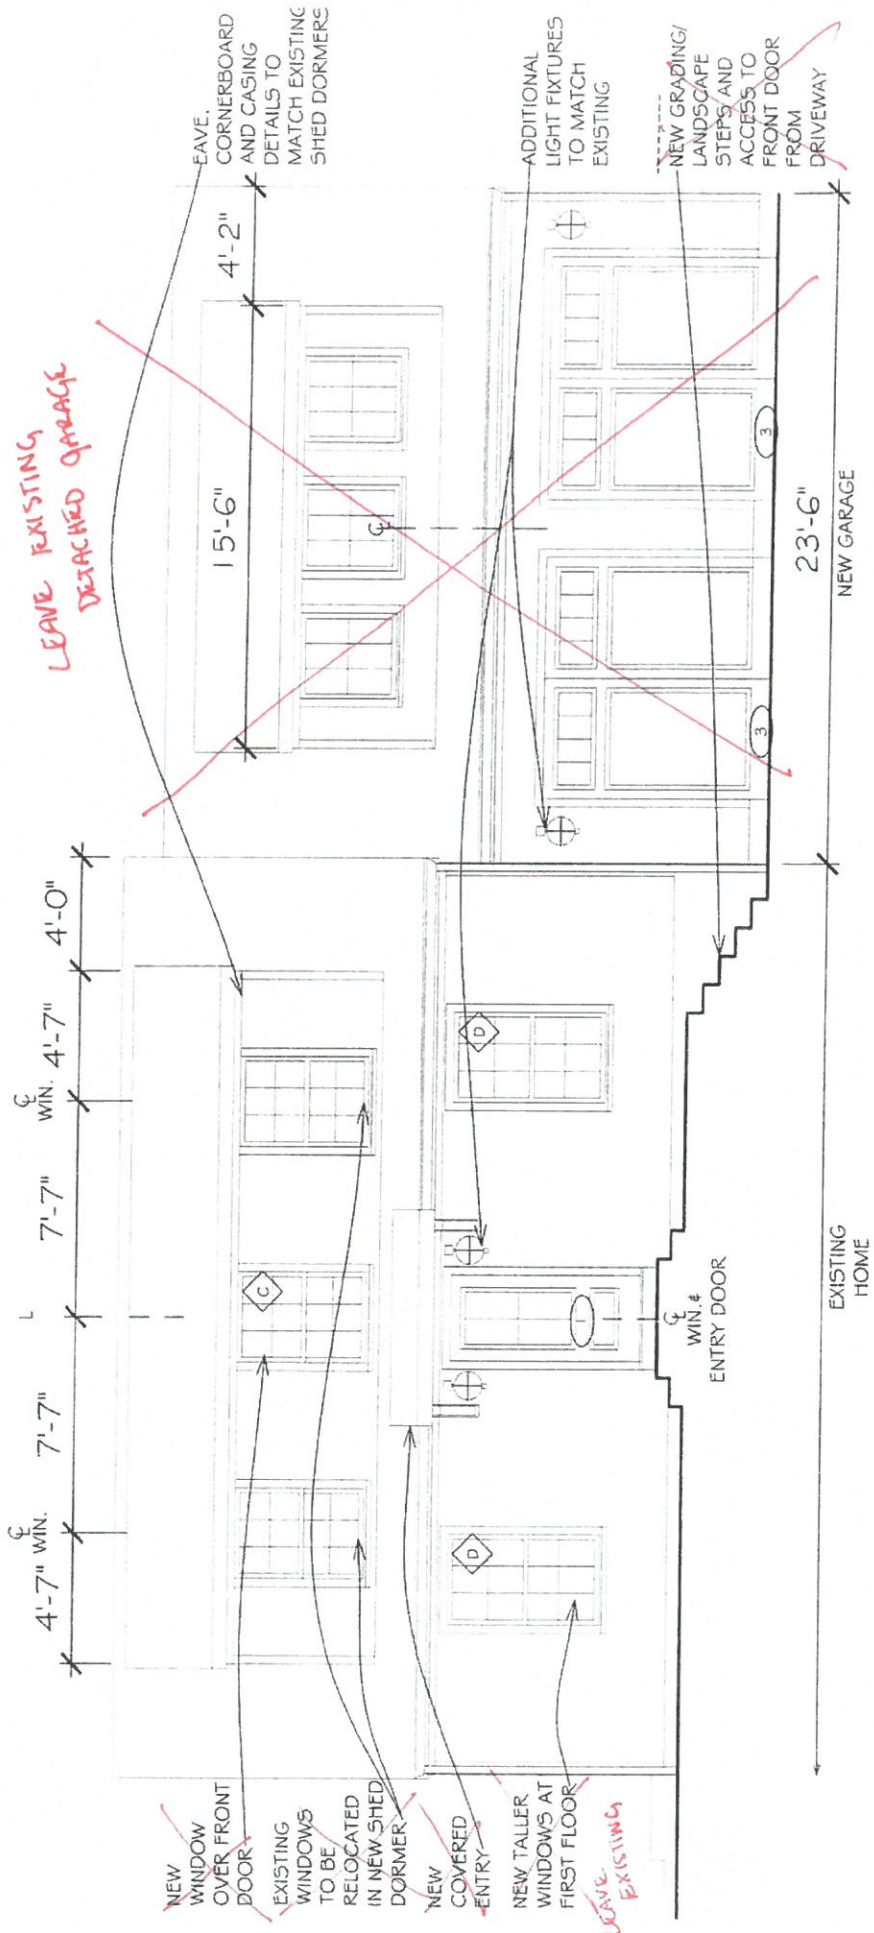 EAVE,
CORNERBOARD
AND CASING
DETAILS TO
MATCH EXISTING
SHED DORMERS
ADDITIONAL
LIGHT FIXTURES
TO MATCH
EXISTING
NEW GRADING/
LANDSCAPE
STEPS AND
ACCESS TO
FRONT DOOR
FROM
DRIVEWAY
LEAVE EXISTING
DETACHED GARAGE
4'-7"
℄
WIN.
7'-7"
L
7'-7"
℄
WIN.
4'-7"
4'-0"
15'-6"
4'-2"
℄
C
D
D
1
3
3
℄
WIN. &
ENTRY DOOR
23'-6"
NEW GARAGE
EXISTING
HOME
NEW
WINDOW
OVER FRONT
DOOR
EXISTING
WINDOWS
TO BE
RELOCATED
IN NEW SHED
DORMER
NEW
COVERED
ENTRY
NEW TALLER
WINDOWS AT
FIRST FLOOR
LEAVE
EXISTING